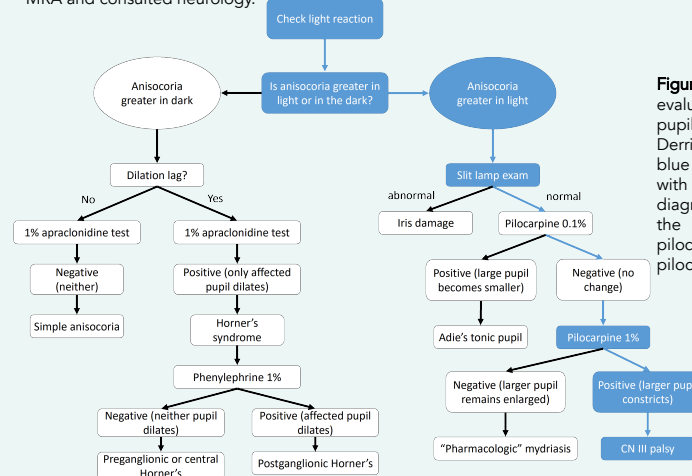 MRA and consulted neurology.
Check light reaction
Is anisocoria greater in
light or in the dark?
Anisocoria
greater in dark
Anisocoria
greater in light
Dilation lag?
No
Yes
1% apraclonidine test
1% apraclonidine test
Negative
(neither)
Positive (only affected
pupil dilates)
Simple anisocoria
Horner's
syndrome
Phenylephrine 1%
Negative (neither pupil
dilates)
Positive (affected pupil
dilates)
Preganglionic or central
Horner's
Postganglionic Horner's
Slit lamp exam
abnormal
normal
Iris damage
Pilocarpine 0.1%
Positive (large pupil
becomes smaller)
Negative (no
change)
Adie's tonic pupil
Pilocarpine 1%
Negative (larger pupil
remains enlarged)
Positive (larger pup
constricts)
"Pharmacologic" mydriasis
CN III palsy
Figur
evalu
pupil
Derri
blue
with
diagn
the
piloc
piloc